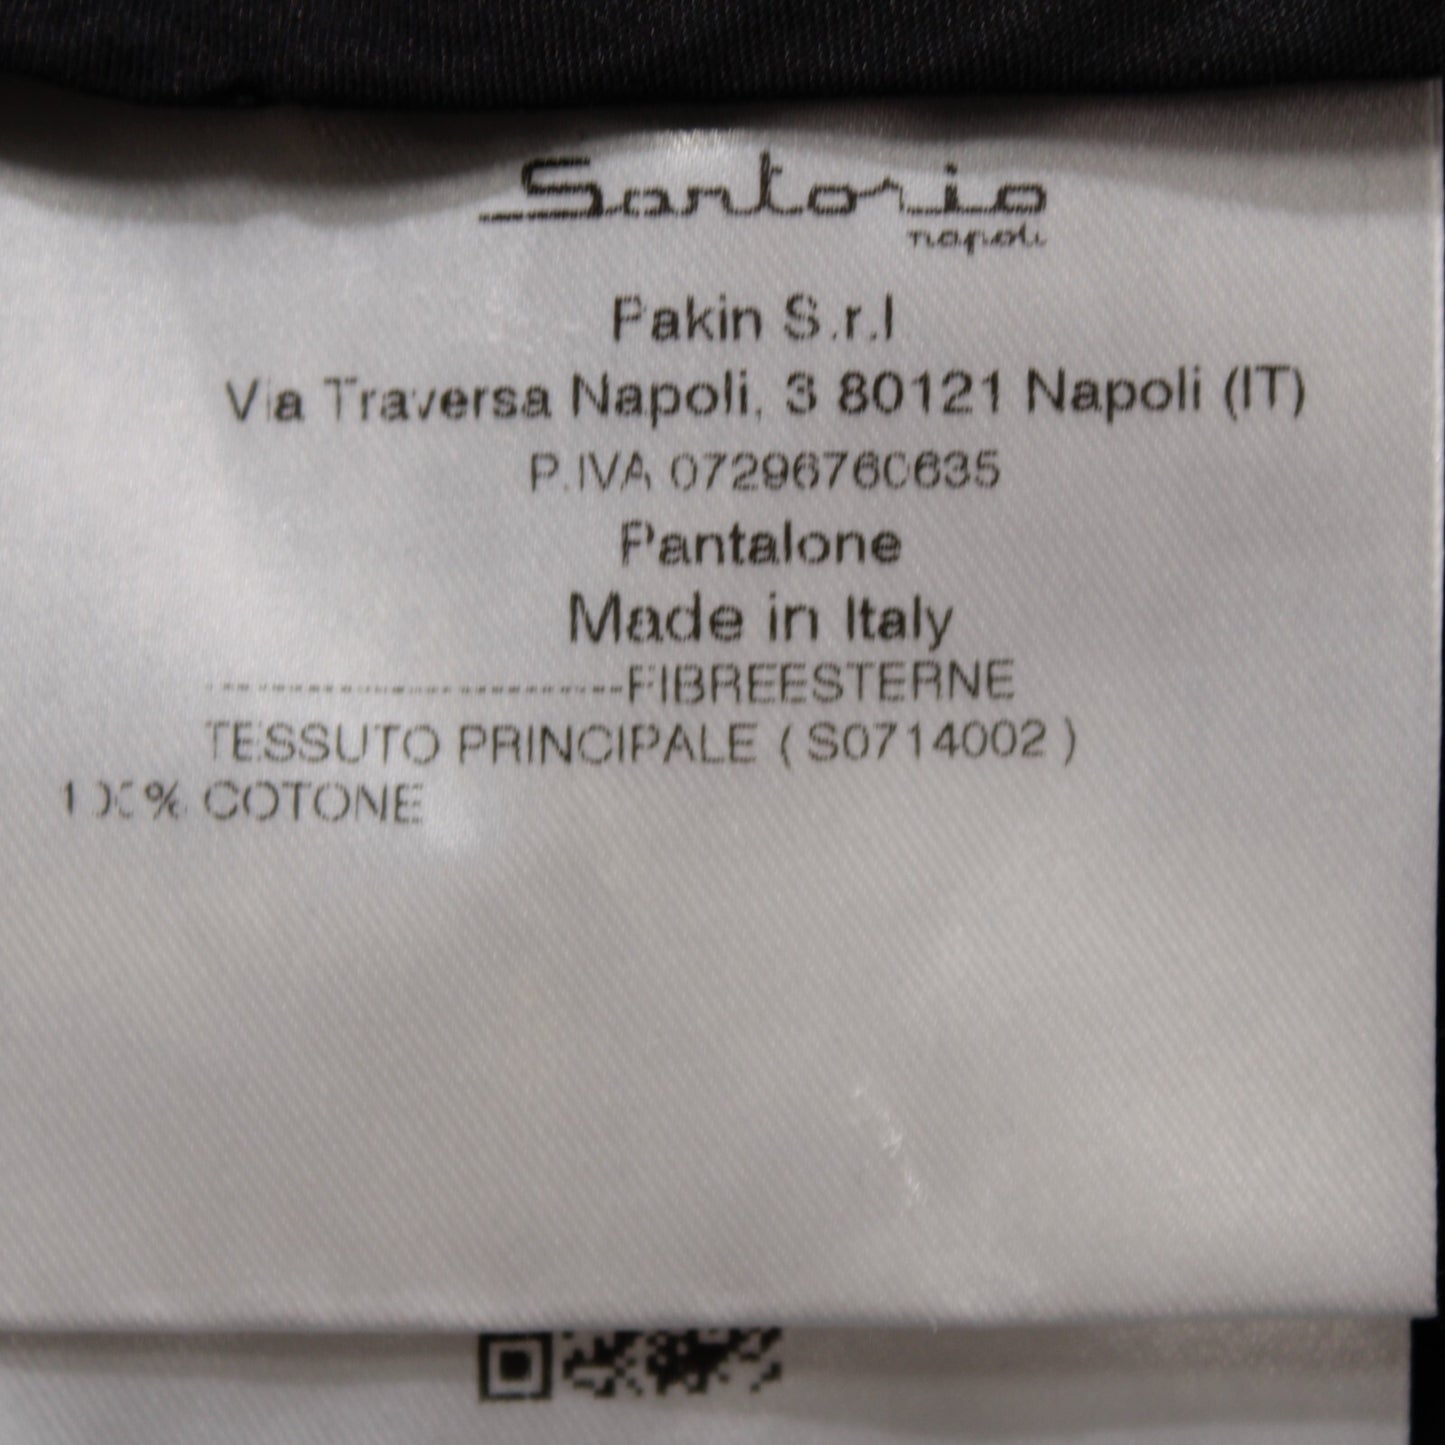 Sartorio
napoli
Pakin S.r.l
Via Traversa Napoli, 3 80121 Napoli (IT)
P.IVA 07296760635
Pantalone
Made in Italy
----------------------------FIBREESTERNE
TESSUTO PRINCIPALE ( S0714002 )
100% COTONE